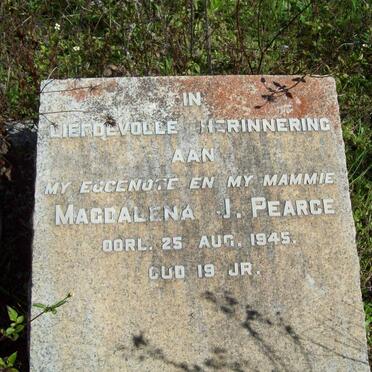 IN
LIEFDEVOLLE HERINNERING
AAN
MY EGGENOTE EN MY MAMMIE
MAGDALENA J. PEARCE
OORL. 25 AUG. 1945.
OUD 19 JR.